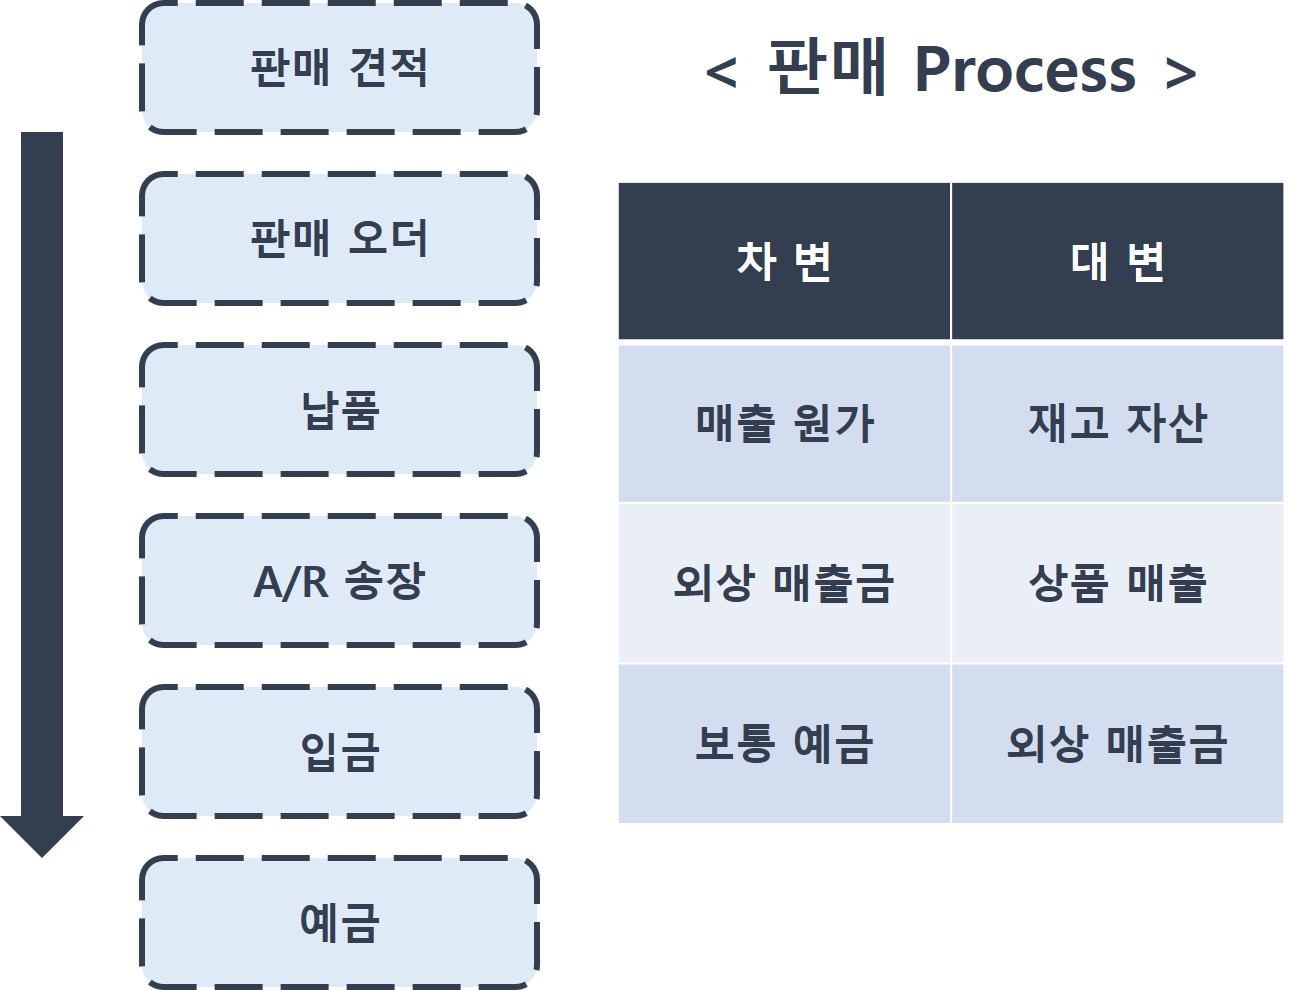 판매 견적
판매 오더
납품
A/R 송장
입금
예금
< 판매 Process >
차 변 대 변
매출 원가 재고 자산
외상 매출금 상품 매출
보통 예금 외상 매출금